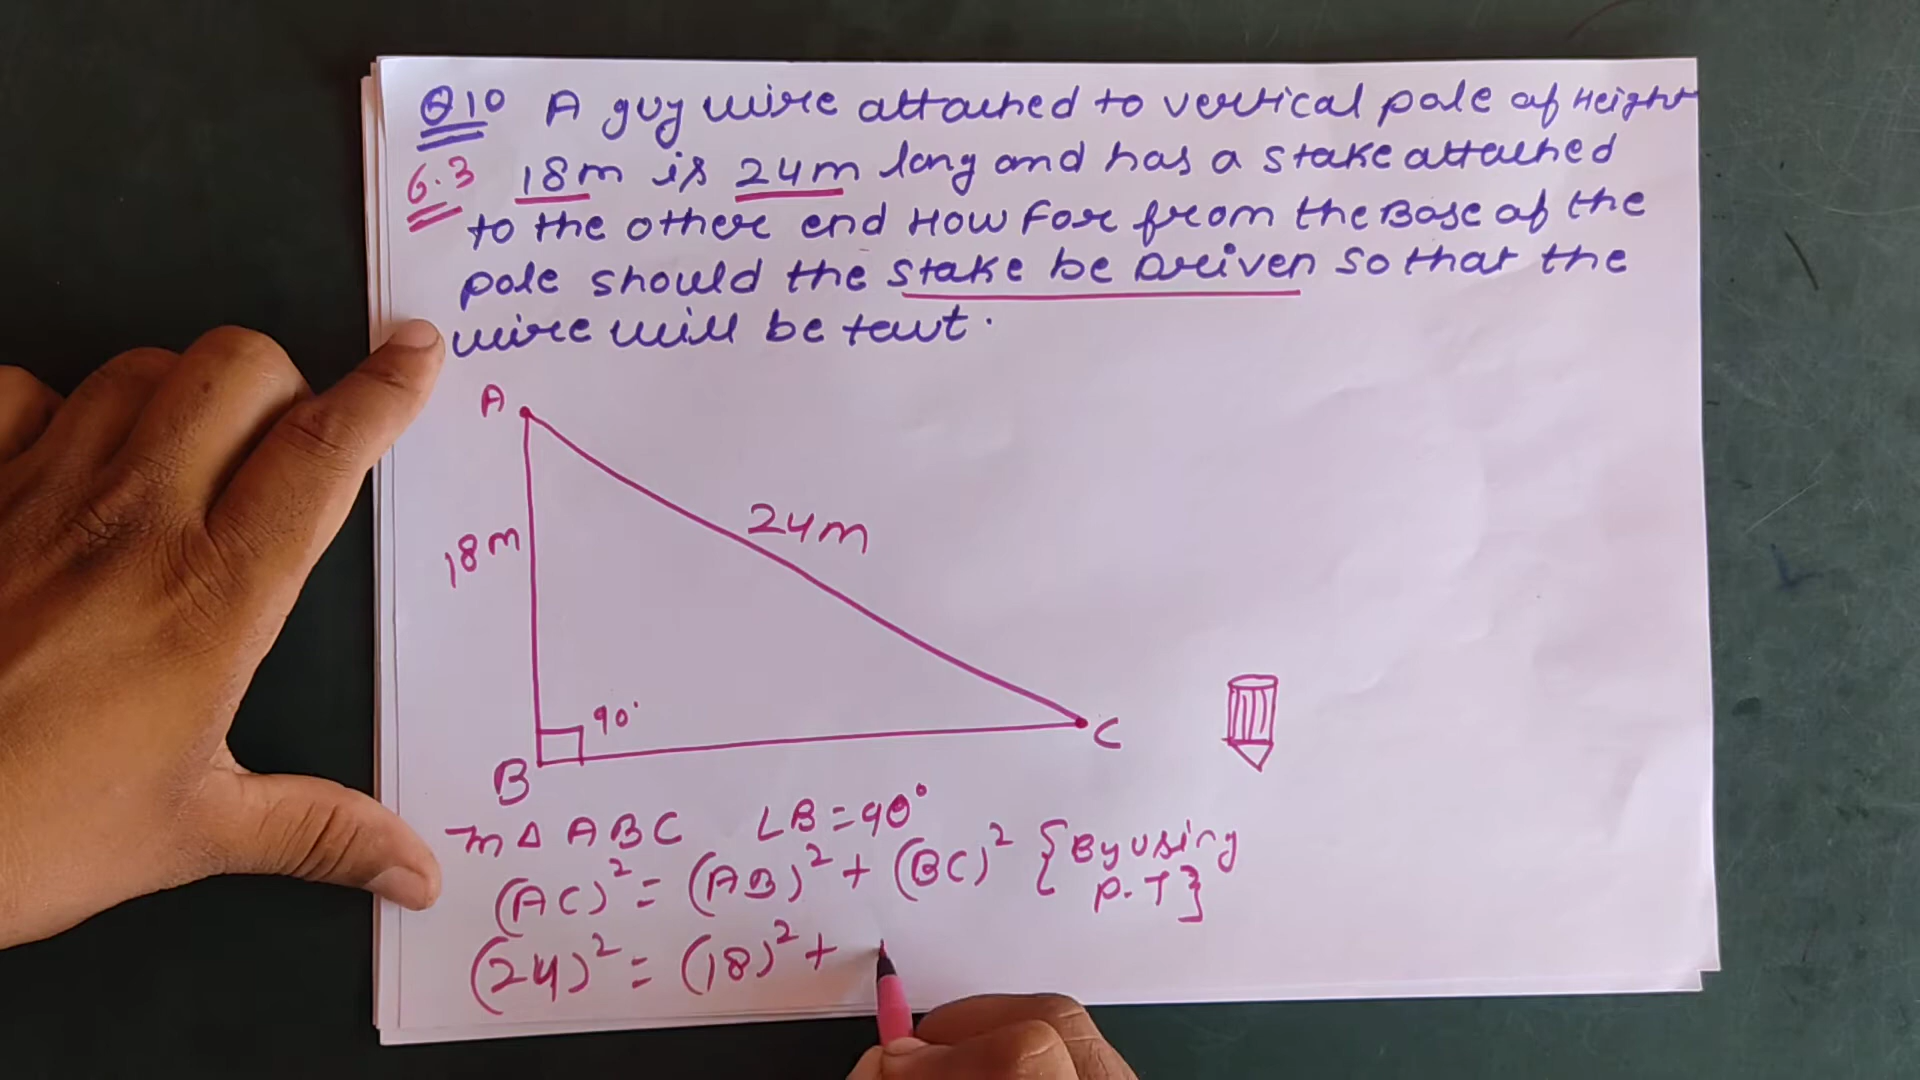 Q10 A guy wire attached to vertical pole of Height
6.3 18m is 24m long and has a stake attached
to the other end How For from the Base of the
pole should the stake be Driven so that the
wire will be taut.
A
18m
24m
90°
B
C
In Δ ABC ∠B = 90°
(AC)² = (AB)² + (BC)² {By using
P.T}
(24)² = (18)² +